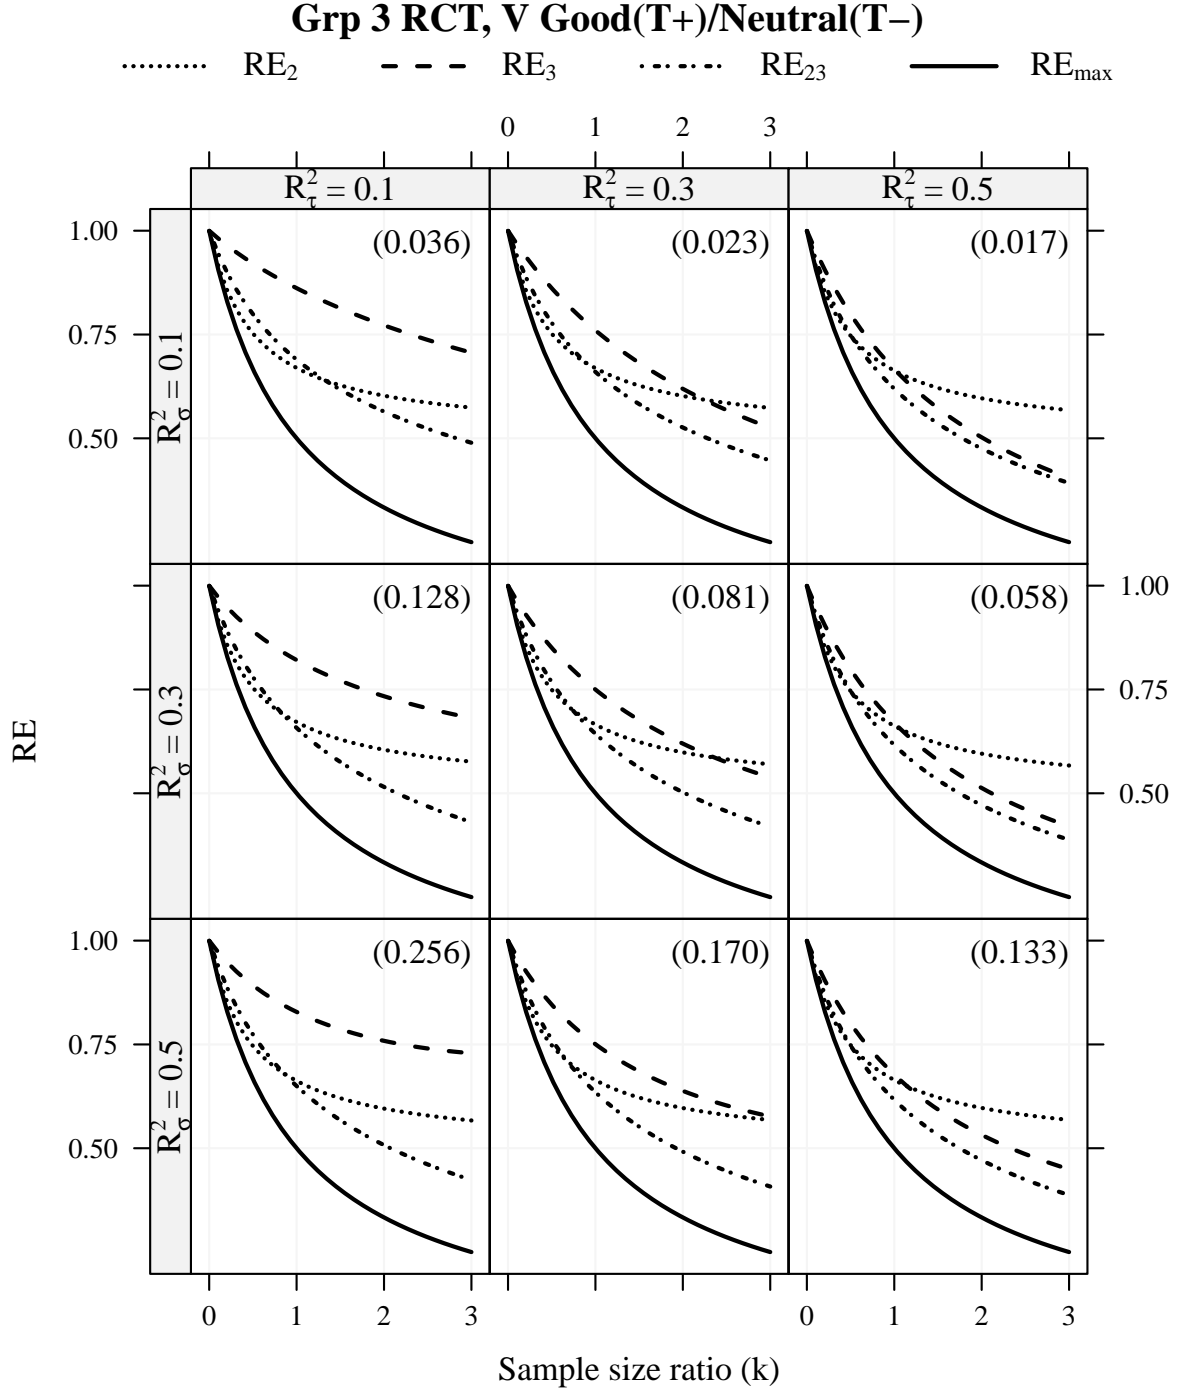 Grp 3 RCT, V Good(T+)/Neutral(T−)
RE₂ RE₃ RE₂₃ REmax
0 1 2 3
R²τ = 0.1 R²τ = 0.3 R²τ = 0.5
1.00 (0.036) (0.023) (0.017)
0.75
R²σ = 0.1
0.50
(0.128) (0.081) (0.058) 1.00
0.75
R²σ = 0.3
RE
0.50
1.00 (0.256) (0.170) (0.133)
0.75
R²σ = 0.5
0.50
0 1 2 3 0 1 2 3
Sample size ratio (k)